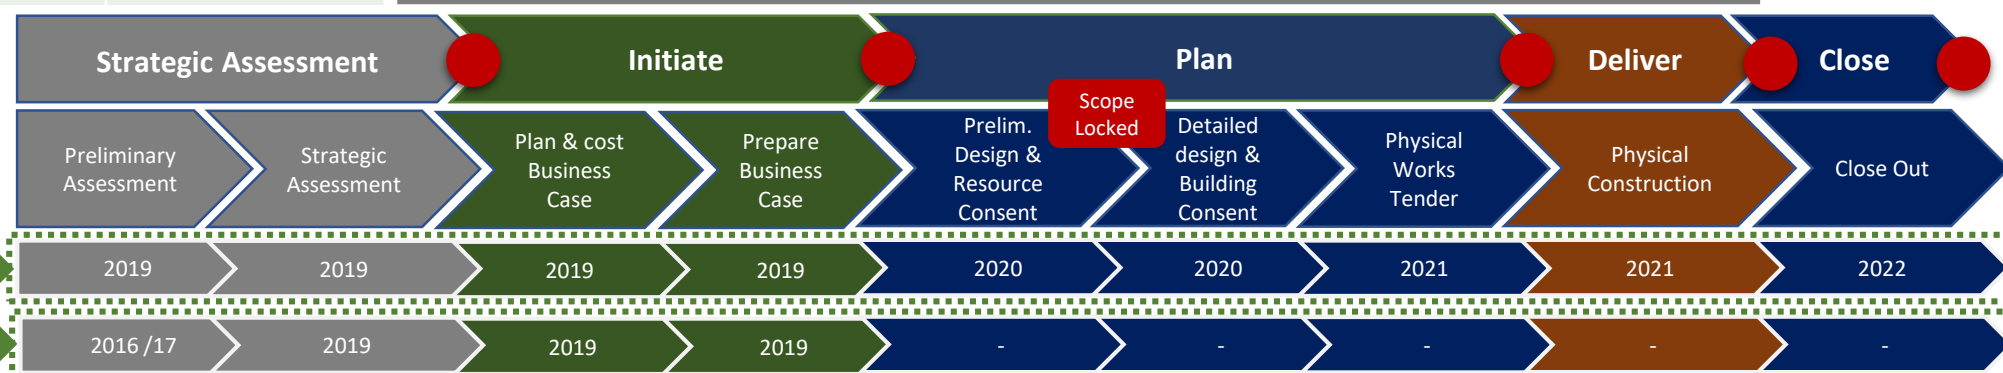 Strategic Assessment
Initiate
Plan
Deliver
Close
Scope
Locked
Preliminary
Assessment
Strategic
Assessment
Plan & cost
Business
Case
Prepare
Business
Case
Prelim.
Design &
Resource
Consent
Detailed
design &
Building
Consent
Physical
Works
Tender
Physical
Construction
Close Out
2019
2019
2019
2019
2020
2020
2021
2021
2022
2016 /17
2019
2019
2019
-
-
-
-
-